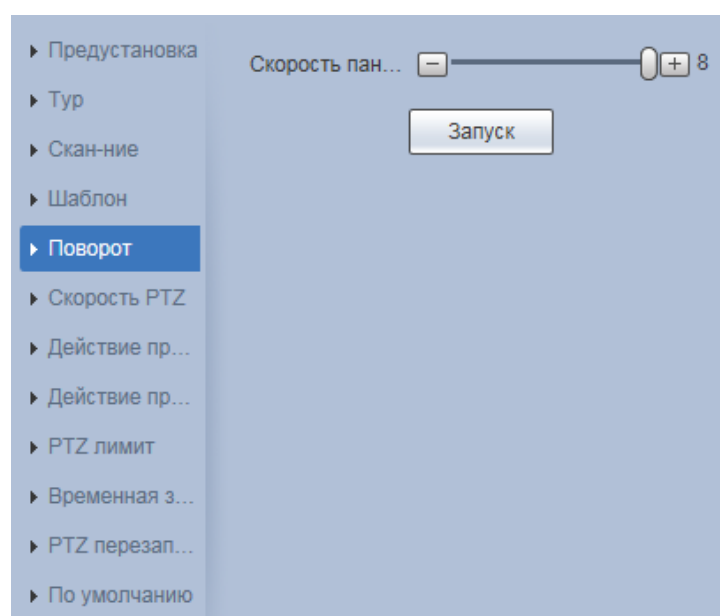 Предустановка
Тур
Скан-ние
Шаблон
Поворот
Скорость PTZ
Действие пр...
Действие пр...
PTZ лимит
Временная з...
PTZ перезап...
По умолчанию
Скорость пан... 8
Запуск